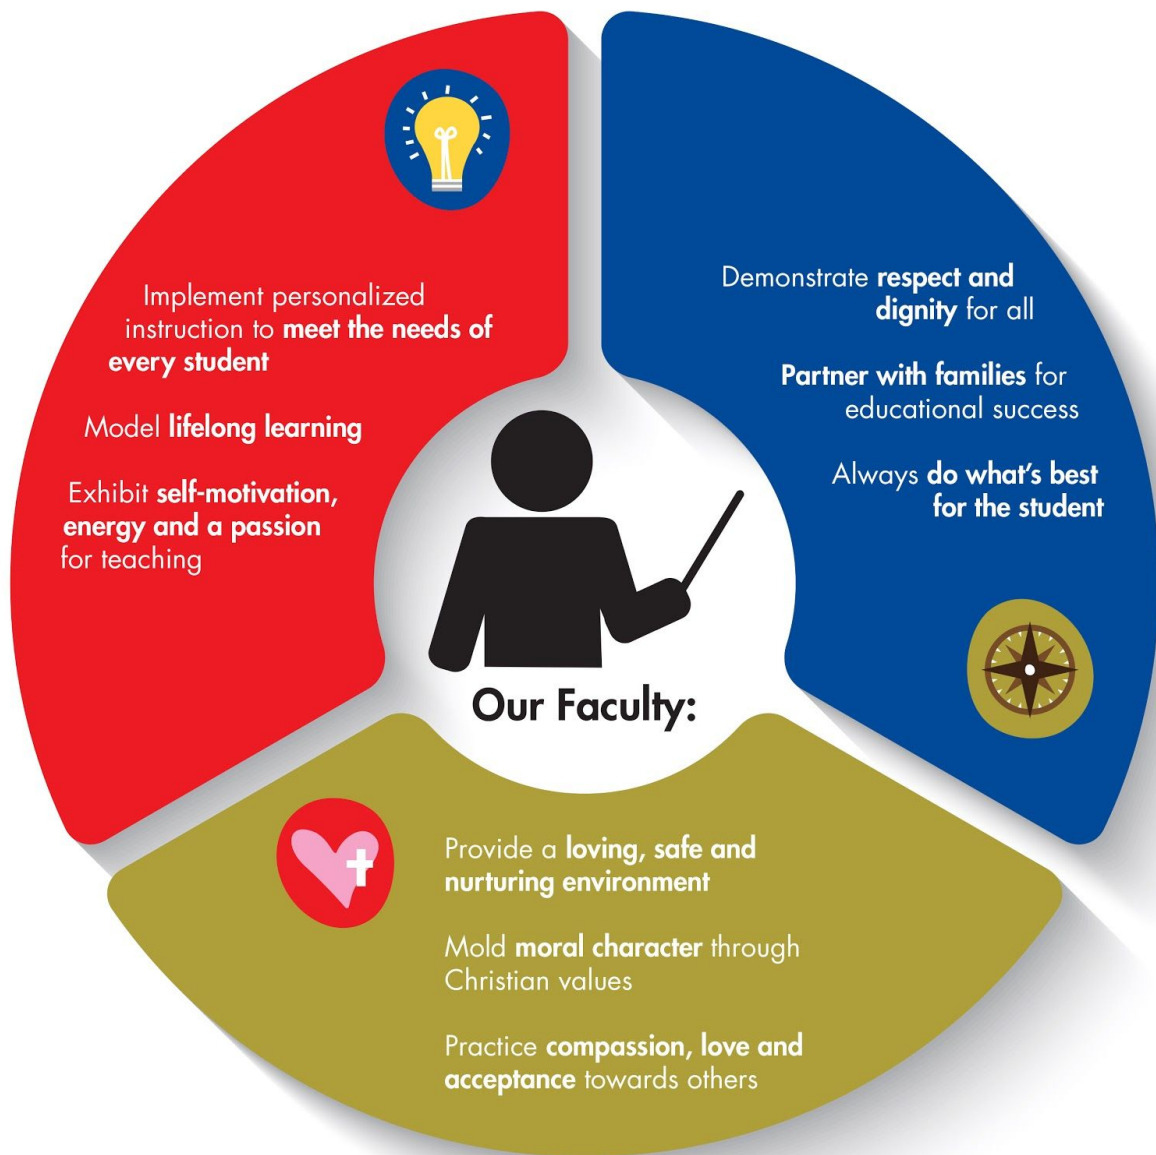 Implement personalized
instruction to meet the needs of
every student
Model lifelong learning
Exhibit self-motivation,
energy and a passion
for teaching
Demonstrate respect and
dignity for all
Partner with families for
educational success
Always do what's best
for the student
Our Faculty:
Provide a loving, safe and
nurturing environment
Mold moral character through
Christian values
Practice compassion, love and
acceptance towards others